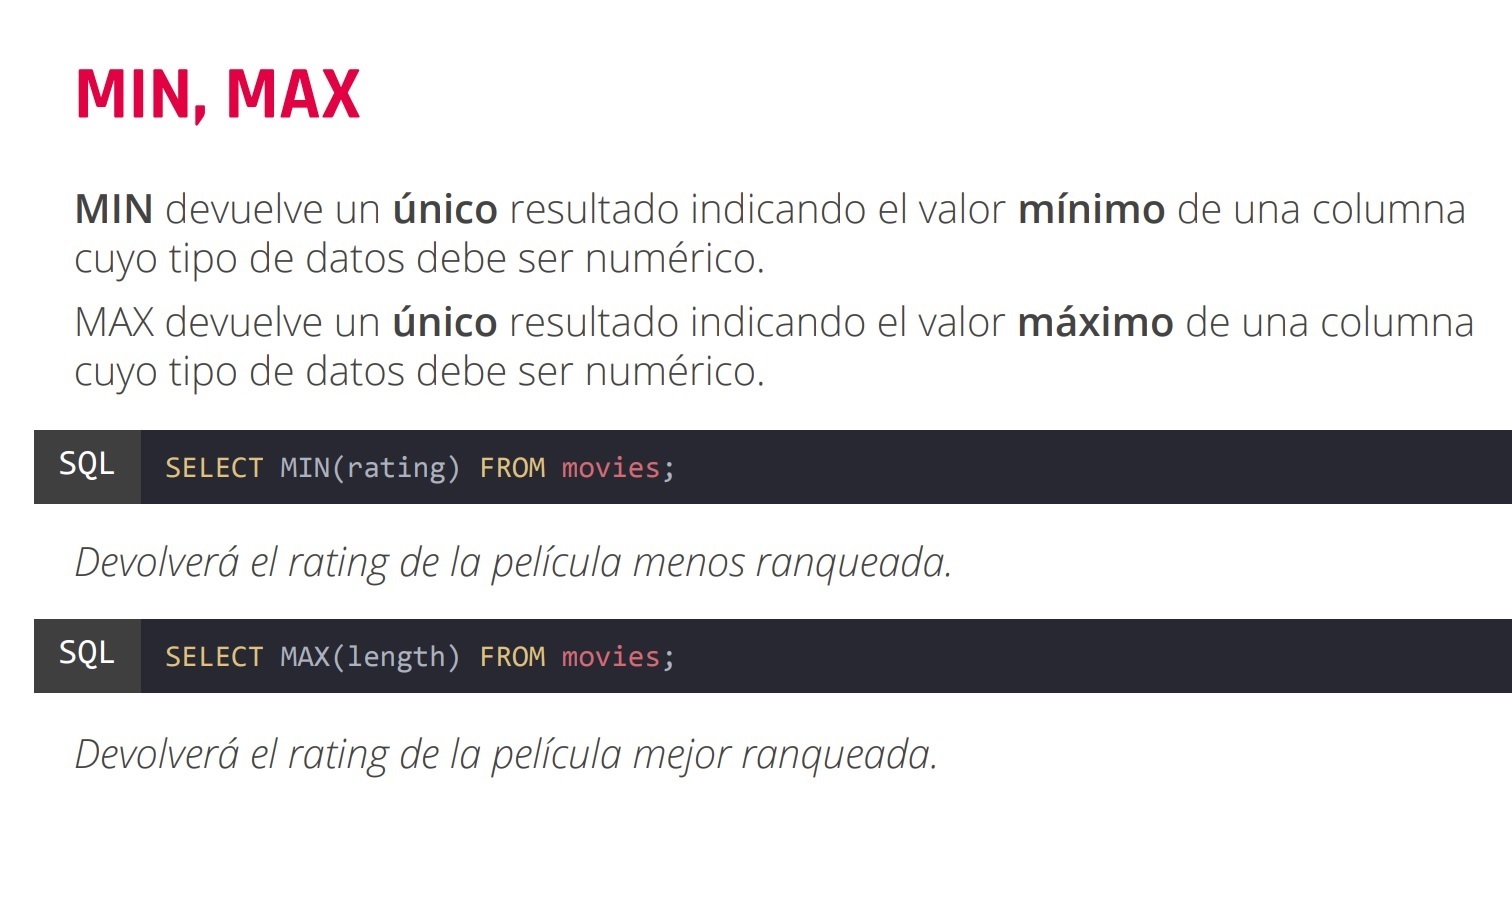 MIN, MAX
MIN devuelve un único resultado indicando el valor mínimo de una columna
cuyo tipo de datos debe ser numérico.
MAX devuelve un único resultado indicando el valor máximo de una columna
cuyo tipo de datos debe ser numérico.
SQL SELECT MIN(rating) FROM movies;
Devolverá el rating de la película menos ranqueada.
SQL SELECT MAX(length) FROM movies;
Devolverá el rating de la película mejor ranqueada.